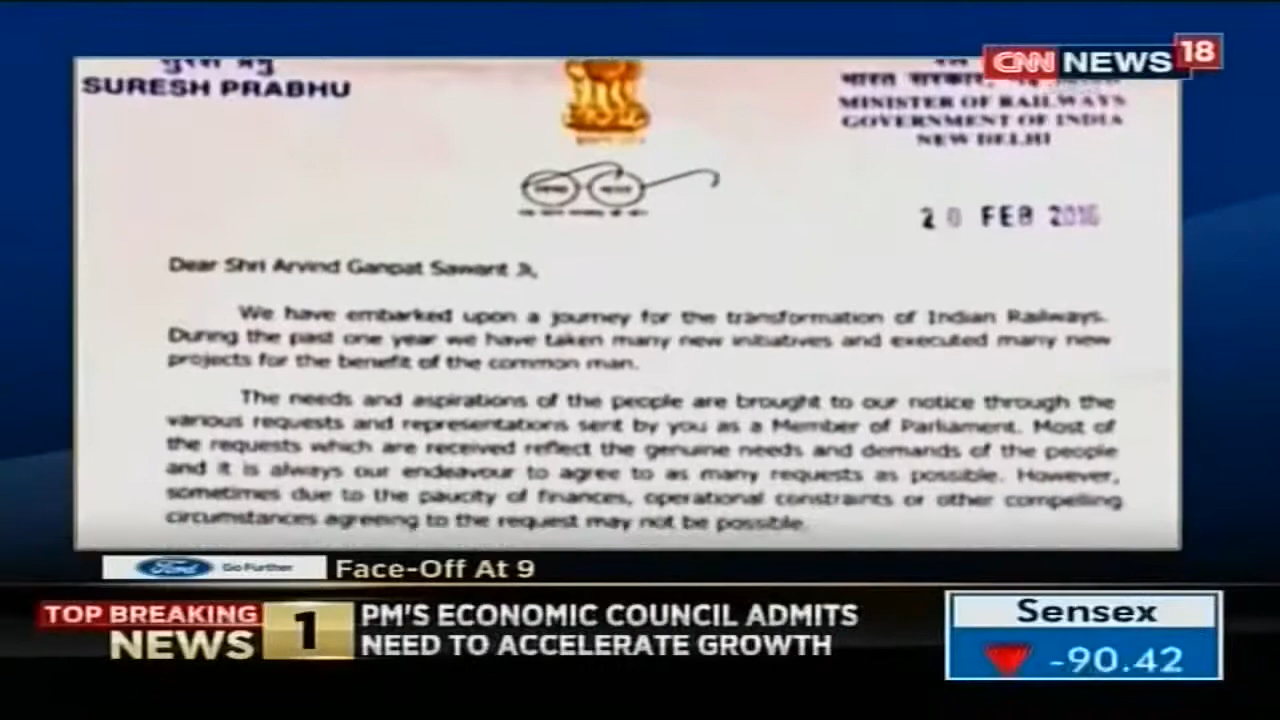 CNN NEWS 18
सुरेश प्रभु
SURESH PRABHU
भारत सरकार,
MINISTER OF RAILWAYS
GOVERNMENT OF INDIA
NEW DELHI
20 FEB 2016
Dear Shri Arvind Ganpat Sawant Ji,
We have embarked upon a journey for the transformation of Indian Railways.
During the past one year we have taken many new initiatives and executed many new
projects for the benefit of the common man.
The needs and aspirations of the people are brought to our notice through the
various requests and representations sent by you as a Member of Parliament. Most of
the requests which are received reflect the genuine needs and demands of the people
and it is always our endeavour to agree to as many requests as possible. However,
sometimes due to the paucity of finances, operational constraints or other compelling
circumstances agreeing to the request may not be possible.
Ford Go Further Face-Off At 9
TOP BREAKING
NEWS
1
PM'S ECONOMIC COUNCIL ADMITS
NEED TO ACCELERATE GROWTH
Sensex
-90.42